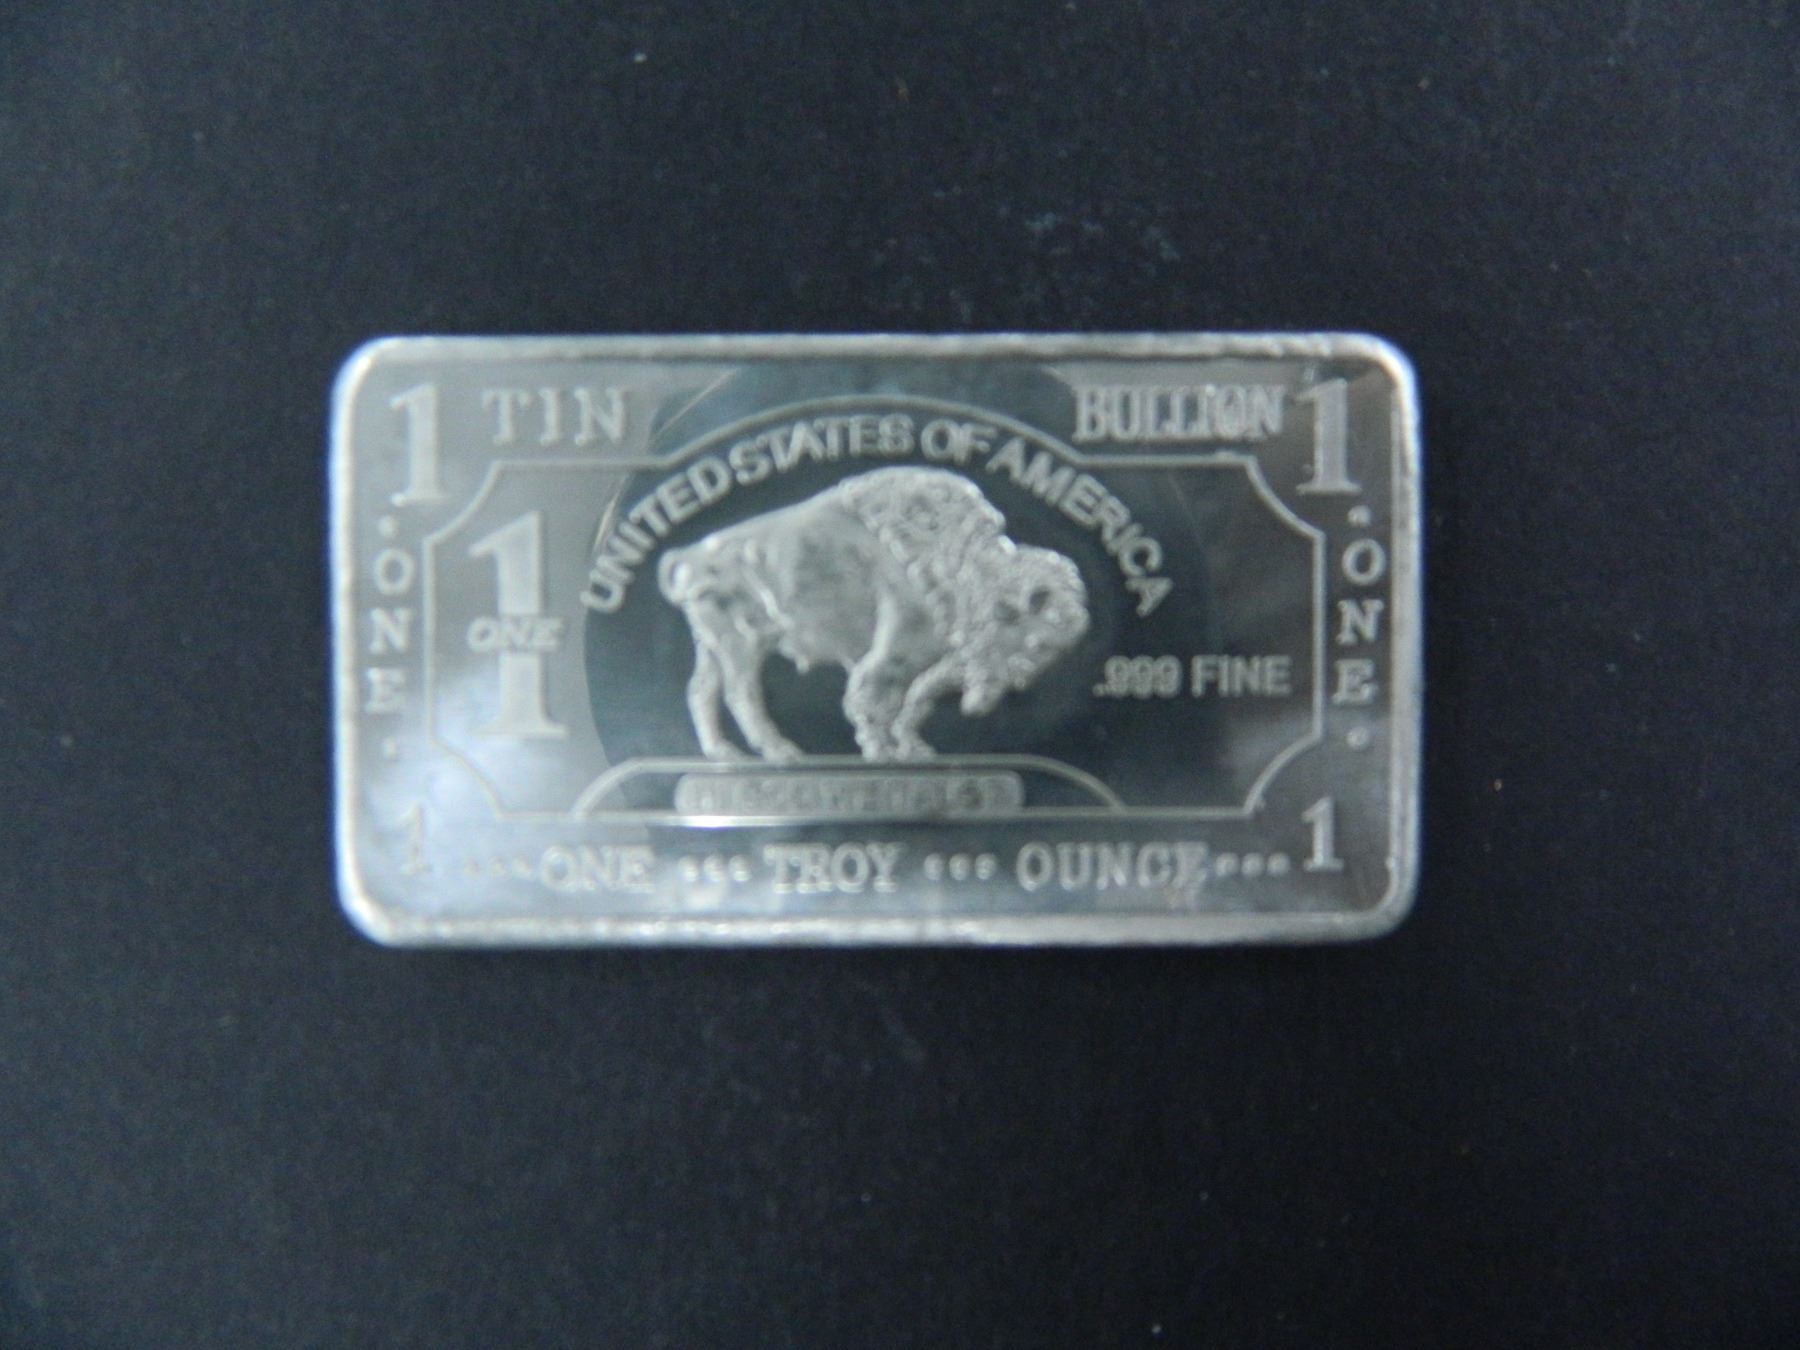 1 TIN BULLION 1
UNITED STATES OF AMERICA
· ONE ·
1
ONE
.999 FINE
· ONE ·
1 ...ONE ... TROY ... OUNCE... 1